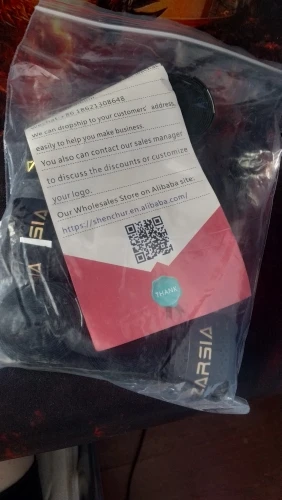 18621508648
we can dropship to your customers' address,
easily to help you make business.
You also can contact our sales manager
to discuss the discounts or customize
your logo.
Our Wholesales Store on Alibaba site:
https://shenchur.en.alibaba.com/
THANK
SIA
ARSIA